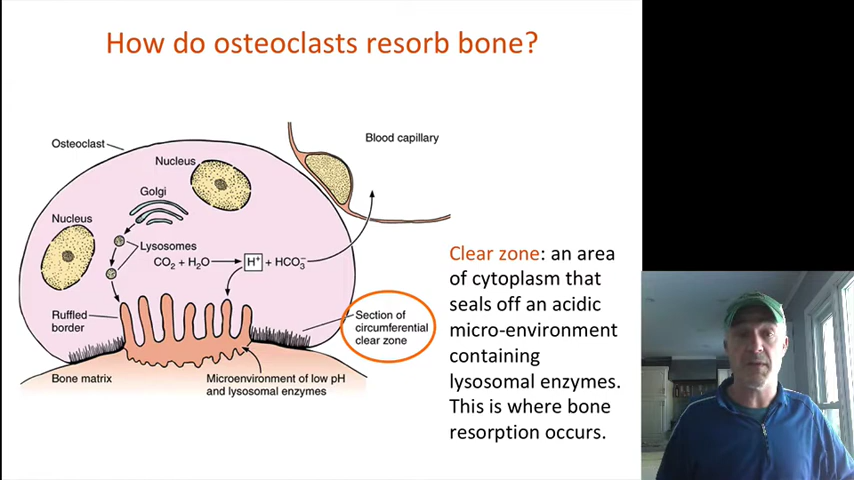 How do osteoclasts resorb bone?
Osteoclast
Blood capillary
Nucleus
Golgi
Nucleus
Lysosomes
CO2 + H2O → H+ + HCO3−
Ruffled
border
Section of
circumferential
clear zone
Bone matrix
Microenvironment of low pH
and lysosomal enzymes
Clear zone: an area
of cytoplasm that
seals off an acidic
micro-environment
containing
lysosomal enzymes.
This is where bone
resorption occurs.